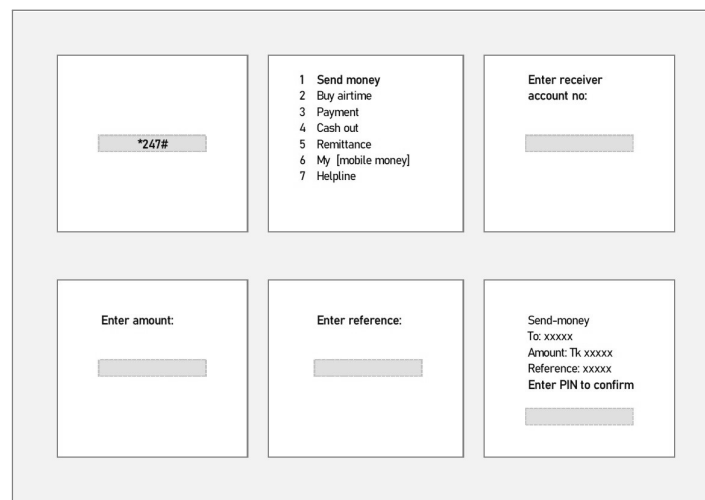 *247#
1 Send money
2 Buy airtime
3 Payment
4 Cash out
5 Remittance
6 My [mobile money]
7 Helpline
Enter receiver
account no:
Enter amount:
Enter reference:
Send-money
To: xxxxx
Amount: Tk xxxxx
Reference: xxxxx
Enter PIN to confirm